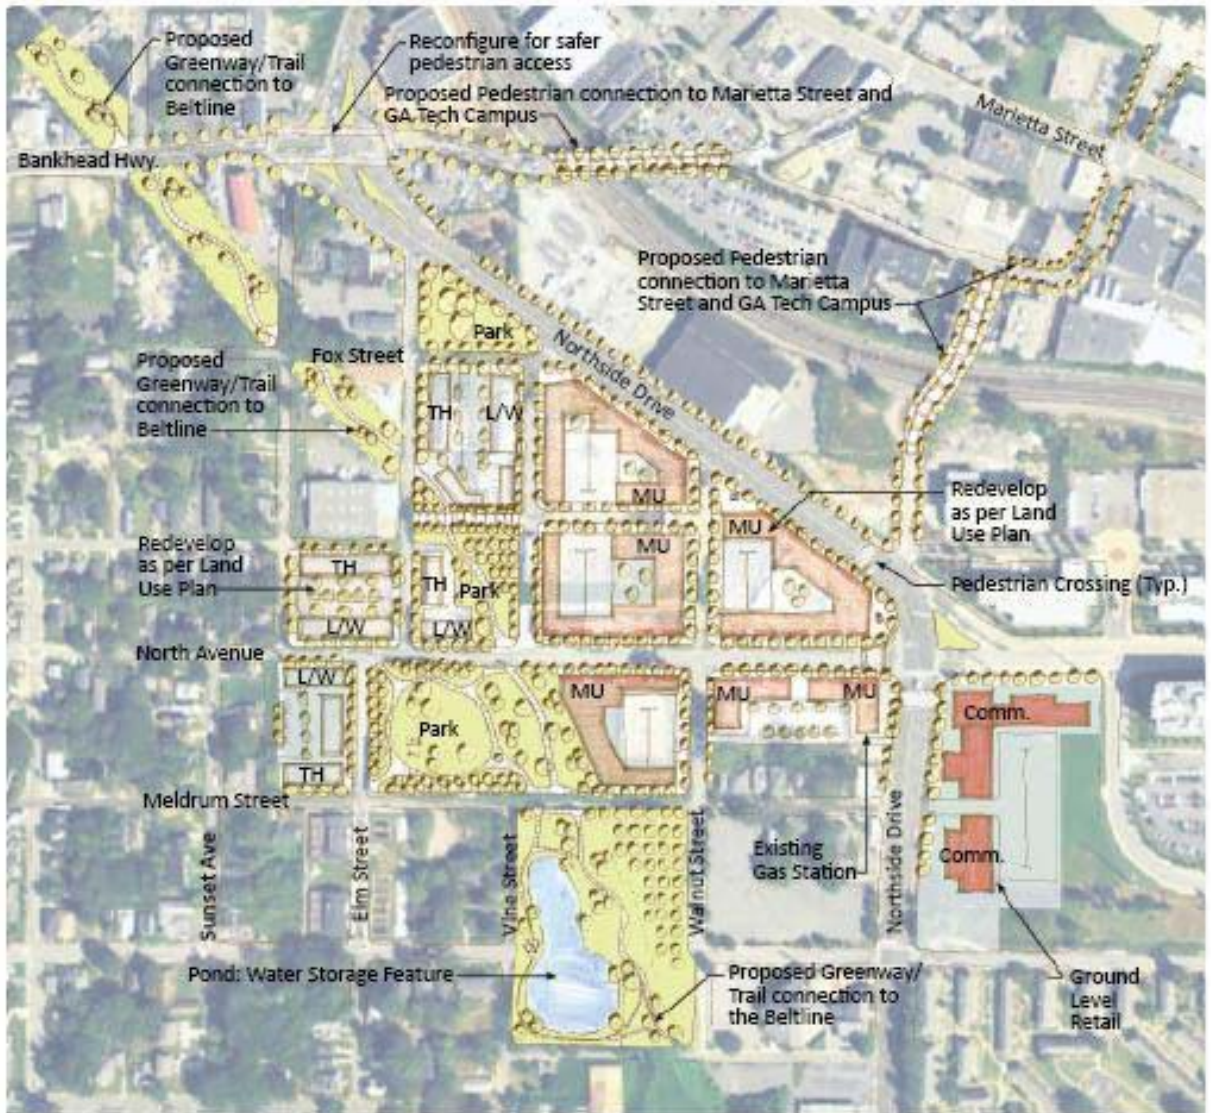 Proposed
Greenway/Trail
connection to
Beltline
Reconfigure for safer
pedestrian access
Proposed Pedestrian connection to Marietta Street and
GA Tech Campus
Marietta Street
Bankhead Hwy.
Proposed Pedestrian
connection to Marietta
Street and GA Tech Campus
Park
Northside Drive
Fox Street
Proposed
Greenway/Trail
connection to
Beltline
TH
L/W
MU
Redevelop
as per Land
Use Plan
MU
MU
Redevelop
as per Land
Use Plan
TH
L/W
TH
Park
L/W
Pedestrian Crossing (Typ.)
North Avenue
L/W
TH
Park
MU
MU
MU
Comm.
Meldrum Street
Sunset Ave
Elm Street
Vine Street
Walnut Street
Existing
Gas Station
Northside Drive
Comm.
Pond: Water Storage Feature
Proposed Greenway/
Trail connection to
the Beltline
Ground
Level
Retail